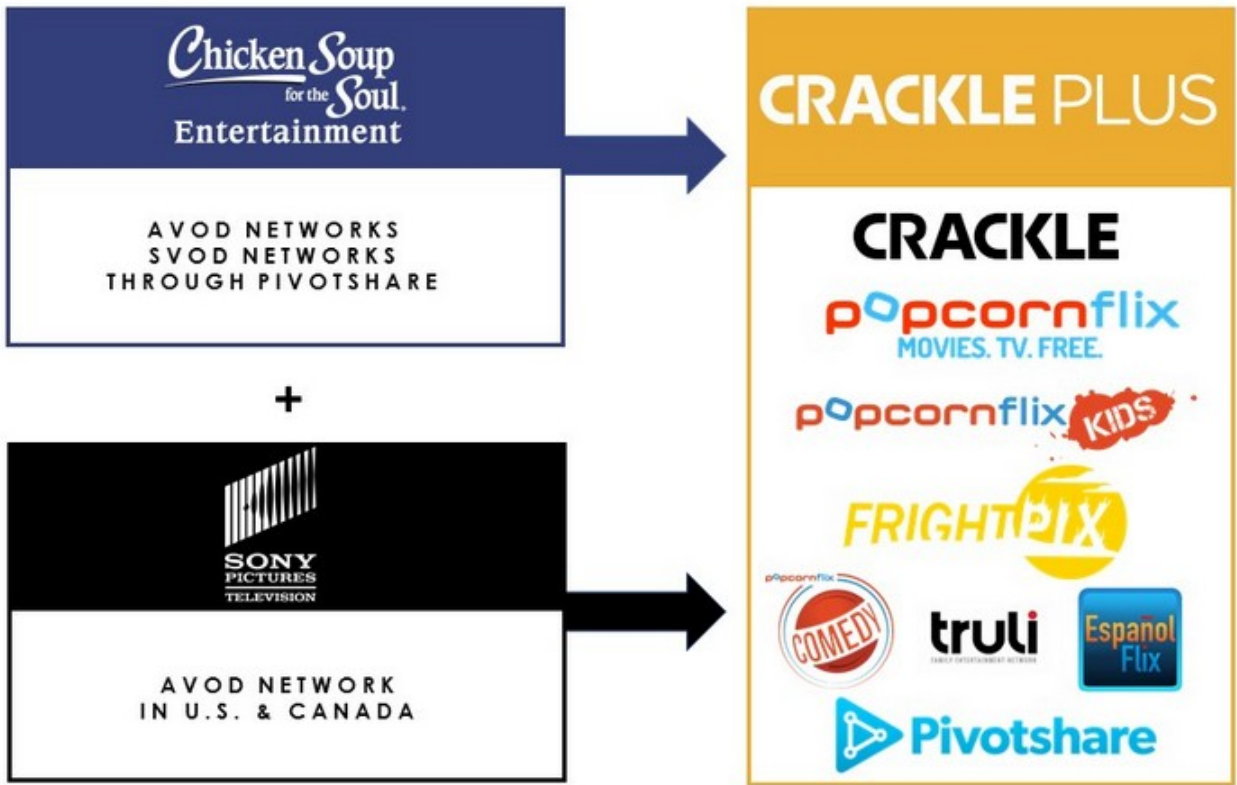 Chicken Soup
for the Soul.
Entertainment
AVOD NETWORKS
SVOD NETWORKS
THROUGH PIVOTSHARE
+
SONY
PICTURES
TELEVISION
AVOD NETWORK
IN U.S. & CANADA
CRACKLE PLUS
CRACKLE
popcornflix
MOVIES. TV. FREE.
popcornflix KIDS
FRIGHTPIX
popcornflix
COMEDY
truli
FAMILY ENTERTAINMENT NETWORK
Español
Flix
Pivotshare